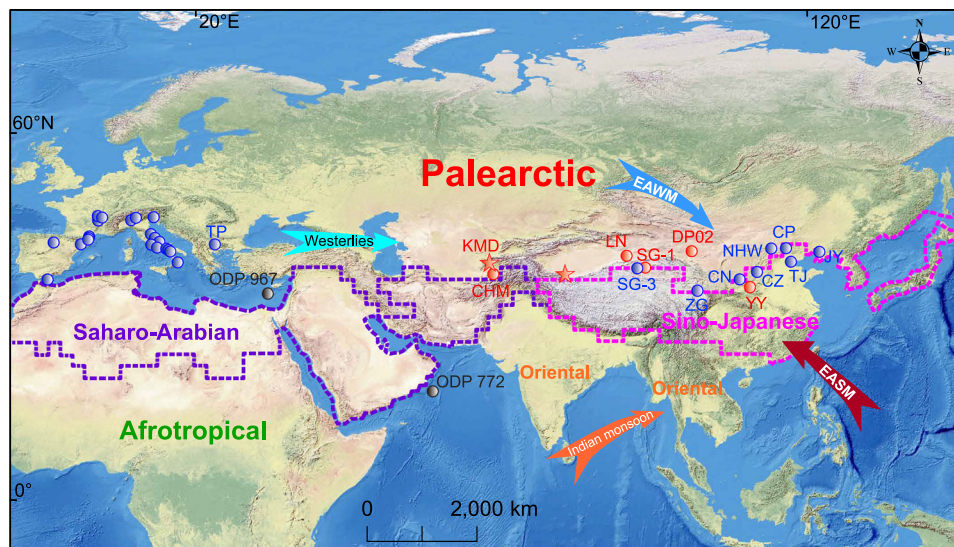 20°E
120°E
N
W
E
S
60°N
Palearctic
EAWM
TP
Westerlies
KMD
LN
DP02
CP
NHW
SG-1
JY
ODP 967
CHM
SG-3
CN
CZ
TJ
ZG
YY
Saharo-Arabian
Sino-Japanese
ODP 772
Oriental
Oriental
EASM
Afrotropical
Indian monsoon
0°
0
2,000 km